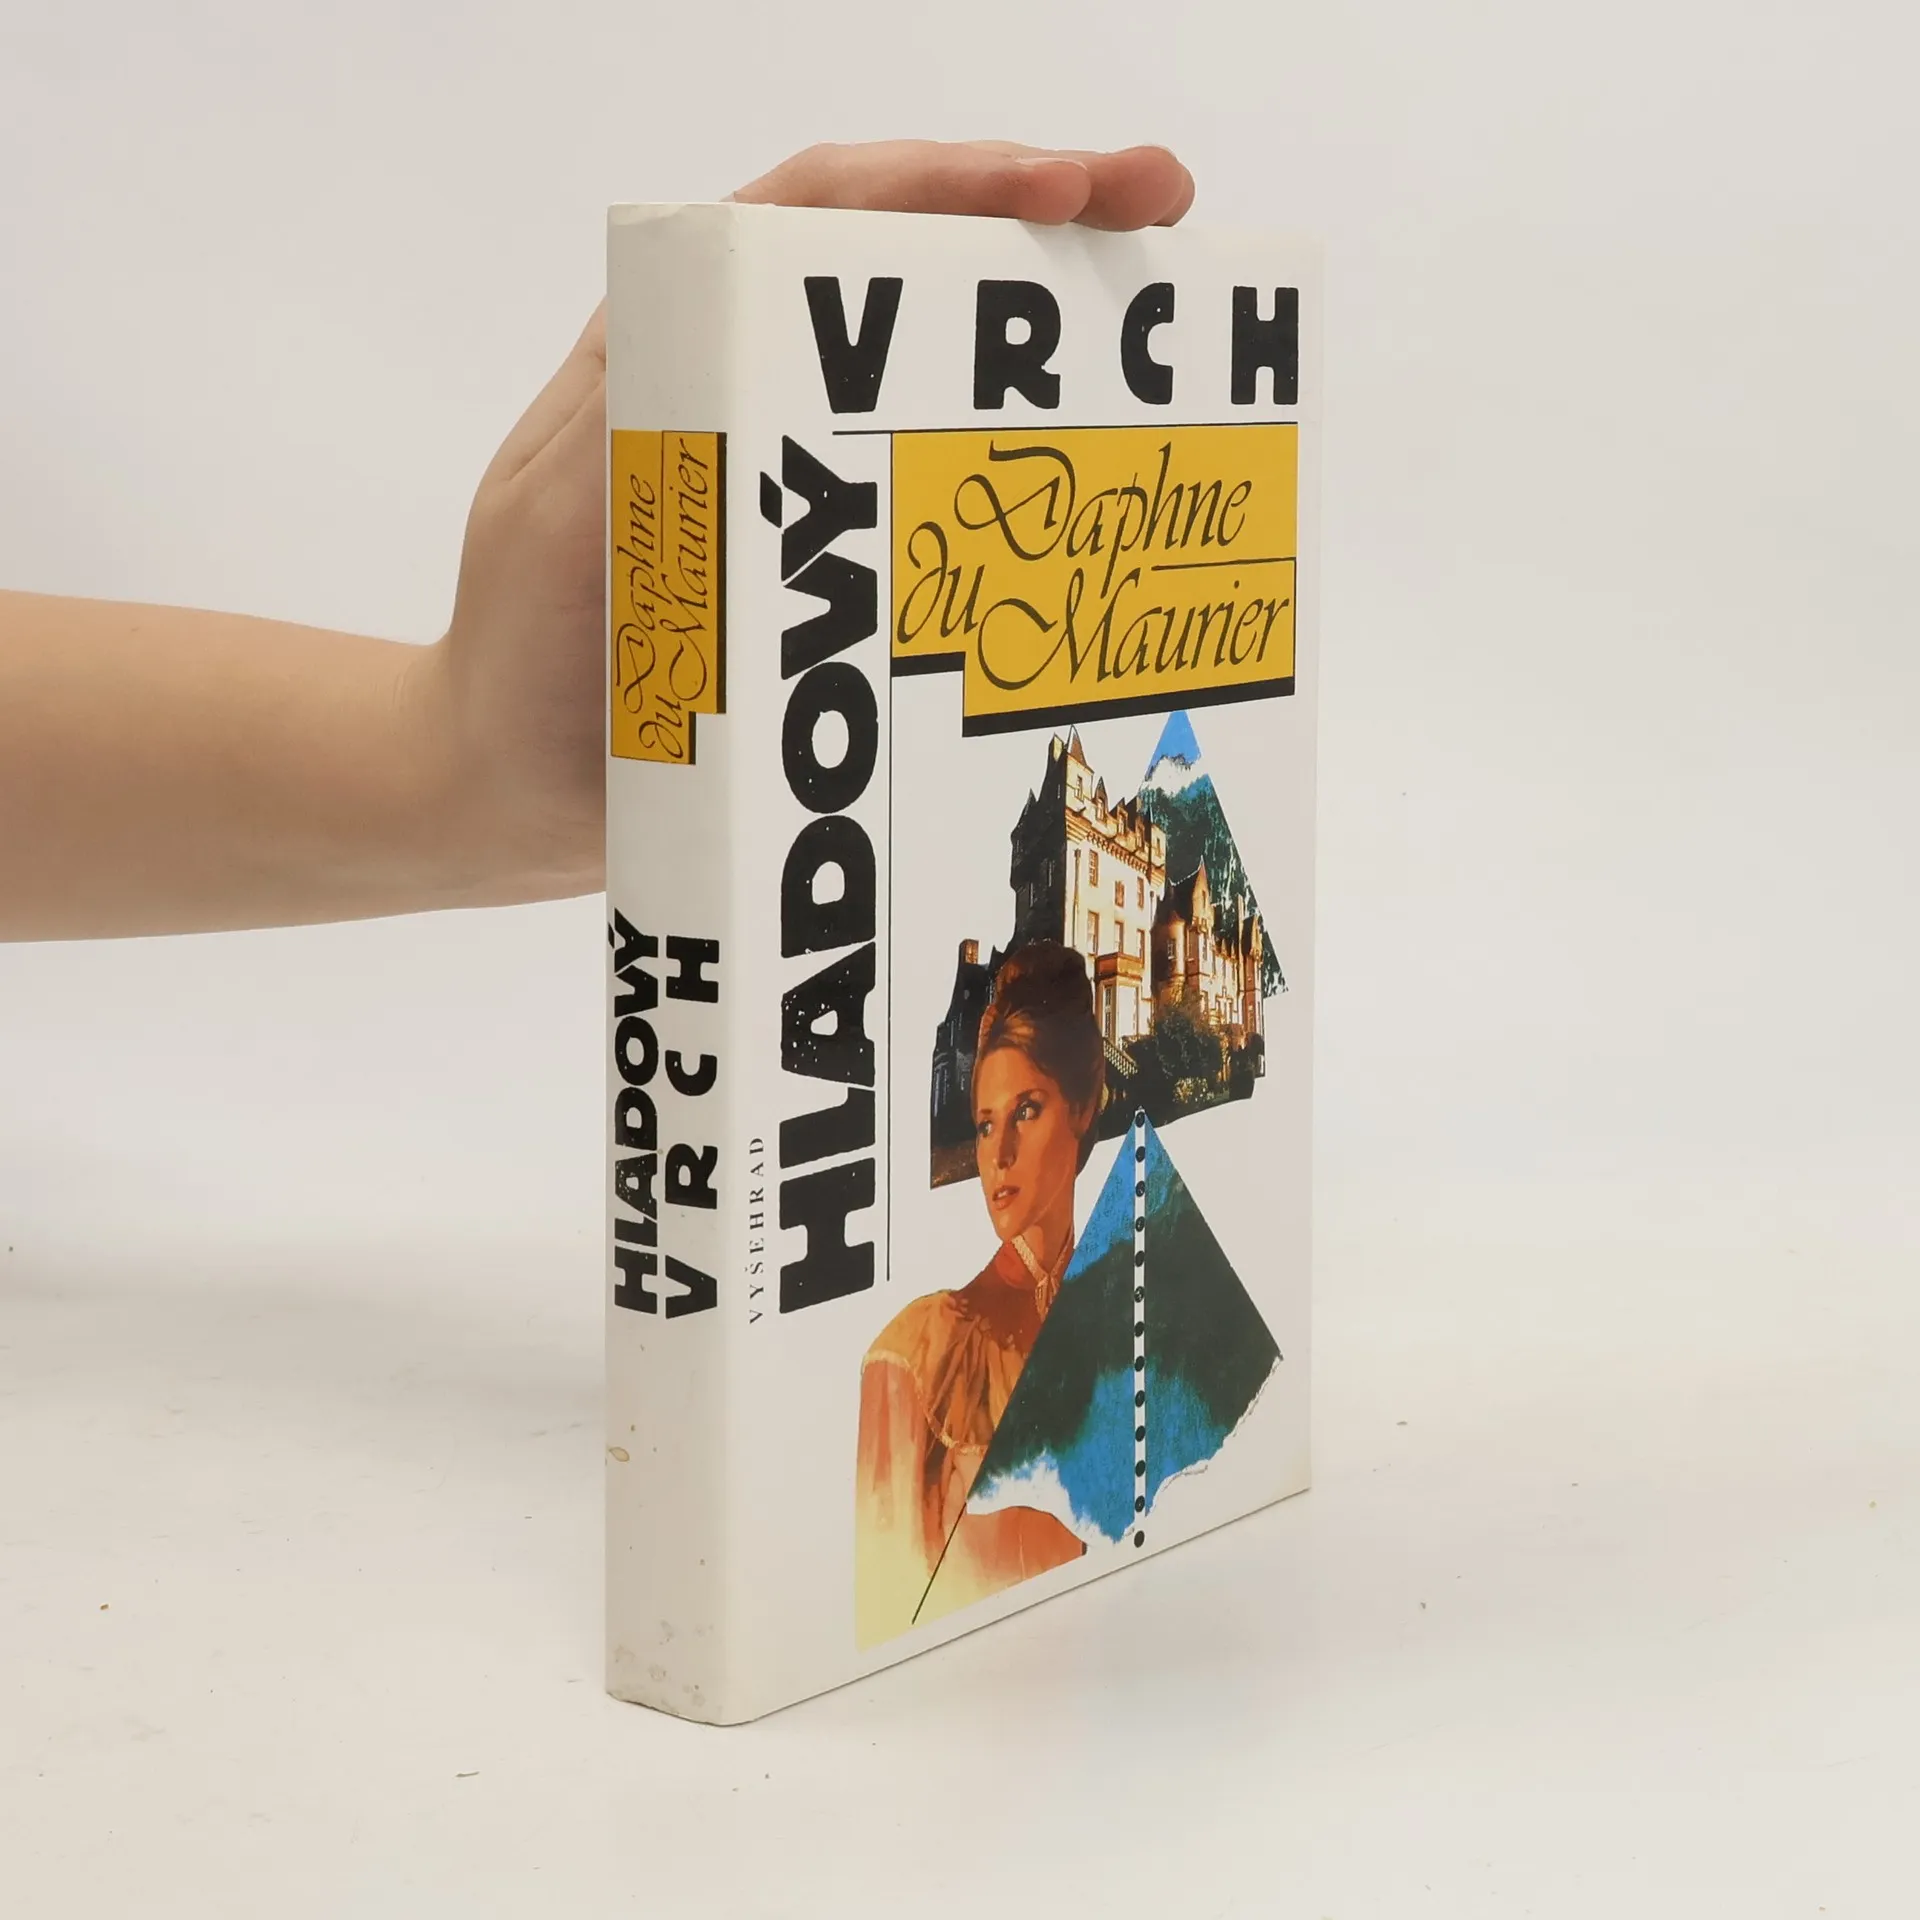 VRCH
HLADOVÝ
Daphne
du Maurier
VYŠEHRAD
Daphne
du Maurier
HLADOVÝ
VRCH